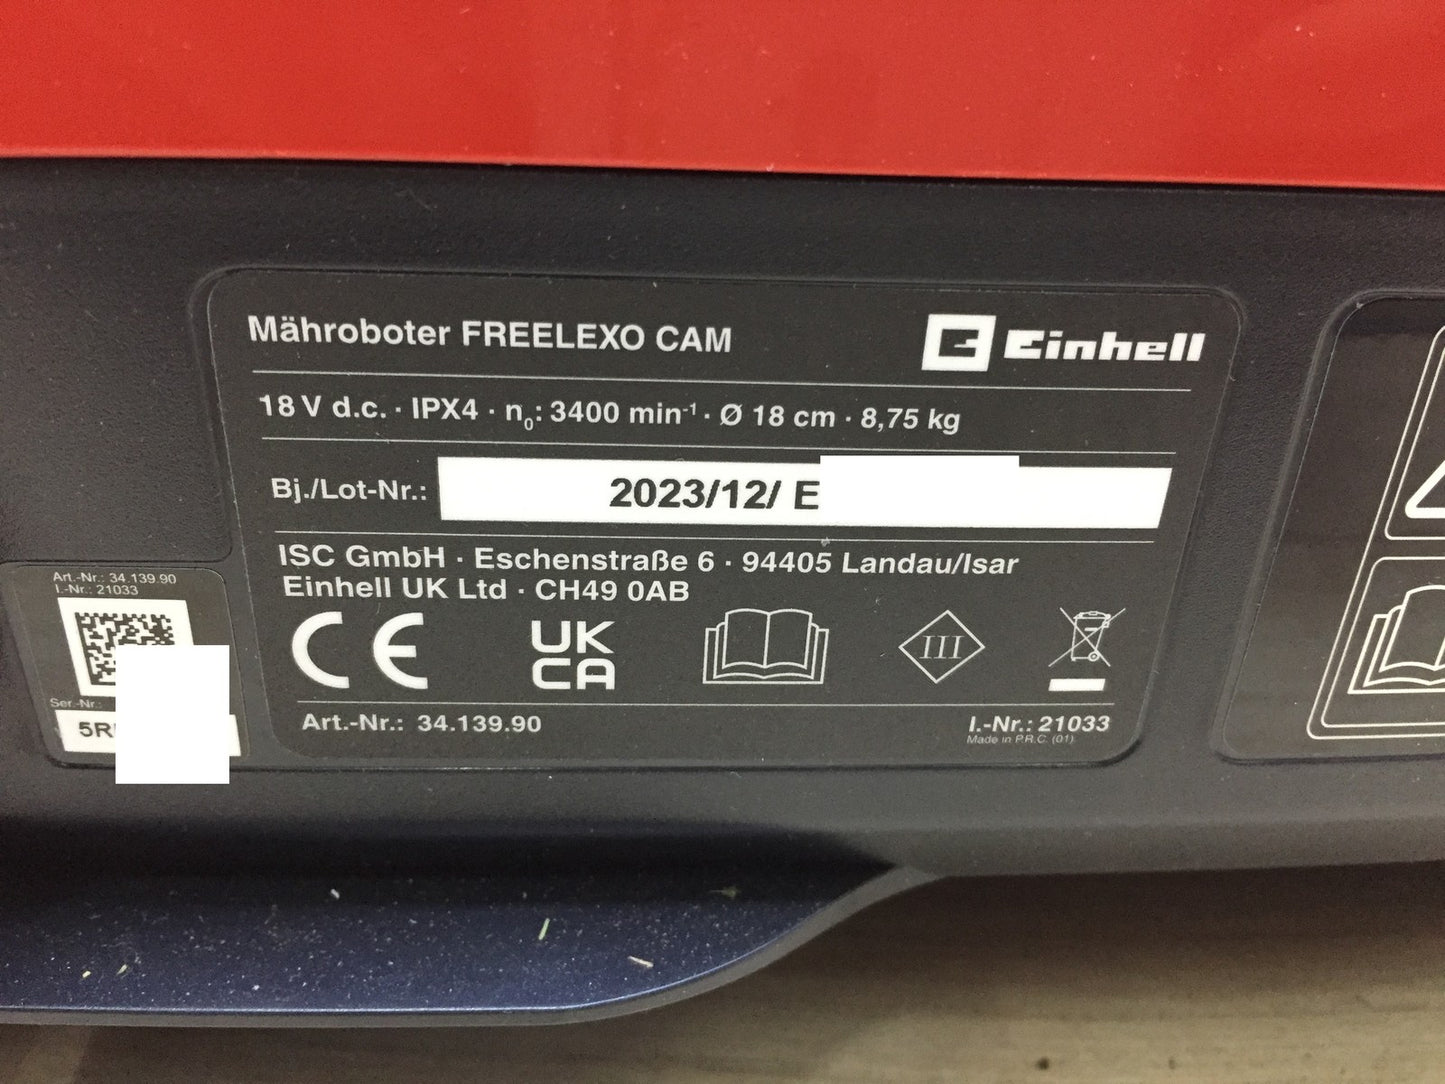 Mähroboter FREELEXO CAM
Einhell
18 V d.c. · IPX4 · n₀: 3400 min⁻¹ · Ø 18 cm · 8,75 kg
Bj./Lot-Nr.: 2023/12/ E
ISC GmbH · Eschenstraße 6 · 94405 Landau/Isar
Einhell UK Ltd · CH49 0AB
CE
UK
CA
III
Art.-Nr.: 34.139.90
I.-Nr.: 21033
Made in P.R.C. (01)
Art.-Nr.: 34.139.90
I.-Nr.: 21033
Ser.-Nr.:
5R